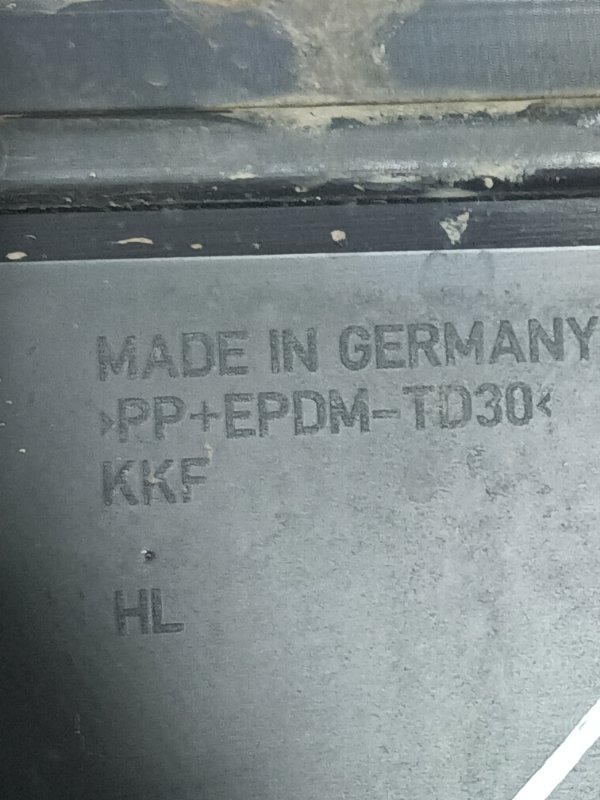 MADE IN GERMANY
>PP+EPDM-TD30<
KKF
HL